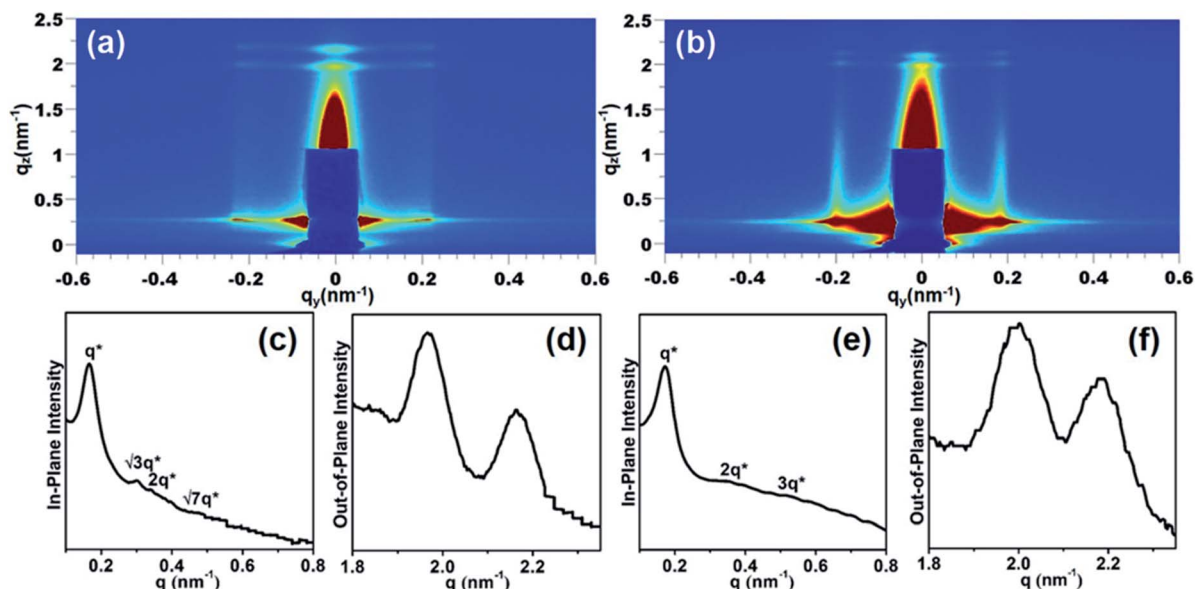 (a)
2.5
2
1.5
1
0.5
0
q_z(nm⁻¹)
-0.6 -0.4 -0.2 0 0.2 0.4 0.6
q_y(nm⁻¹)
(b)
2.5
2
1.5
1
0.5
0
q_z(nm⁻¹)
-0.6 -0.4 -0.2 0 0.2 0.4 0.6
q_y(nm⁻¹)
(c)
In-Plane Intensity
q*
√3q*
2q*
√7q*
0.2 0.4 0.6 0.8
q (nm⁻¹)
(d)
Out-of-Plane Intensity
1.8 2.0 2.2
q (nm⁻¹)
(e)
In-Plane Intensity
q*
2q*
3q*
0.2 0.4 0.6 0.8
q (nm⁻¹)
(f)
Out-of-Plane Intensity
1.8 2.0 2.2
q (nm⁻¹)